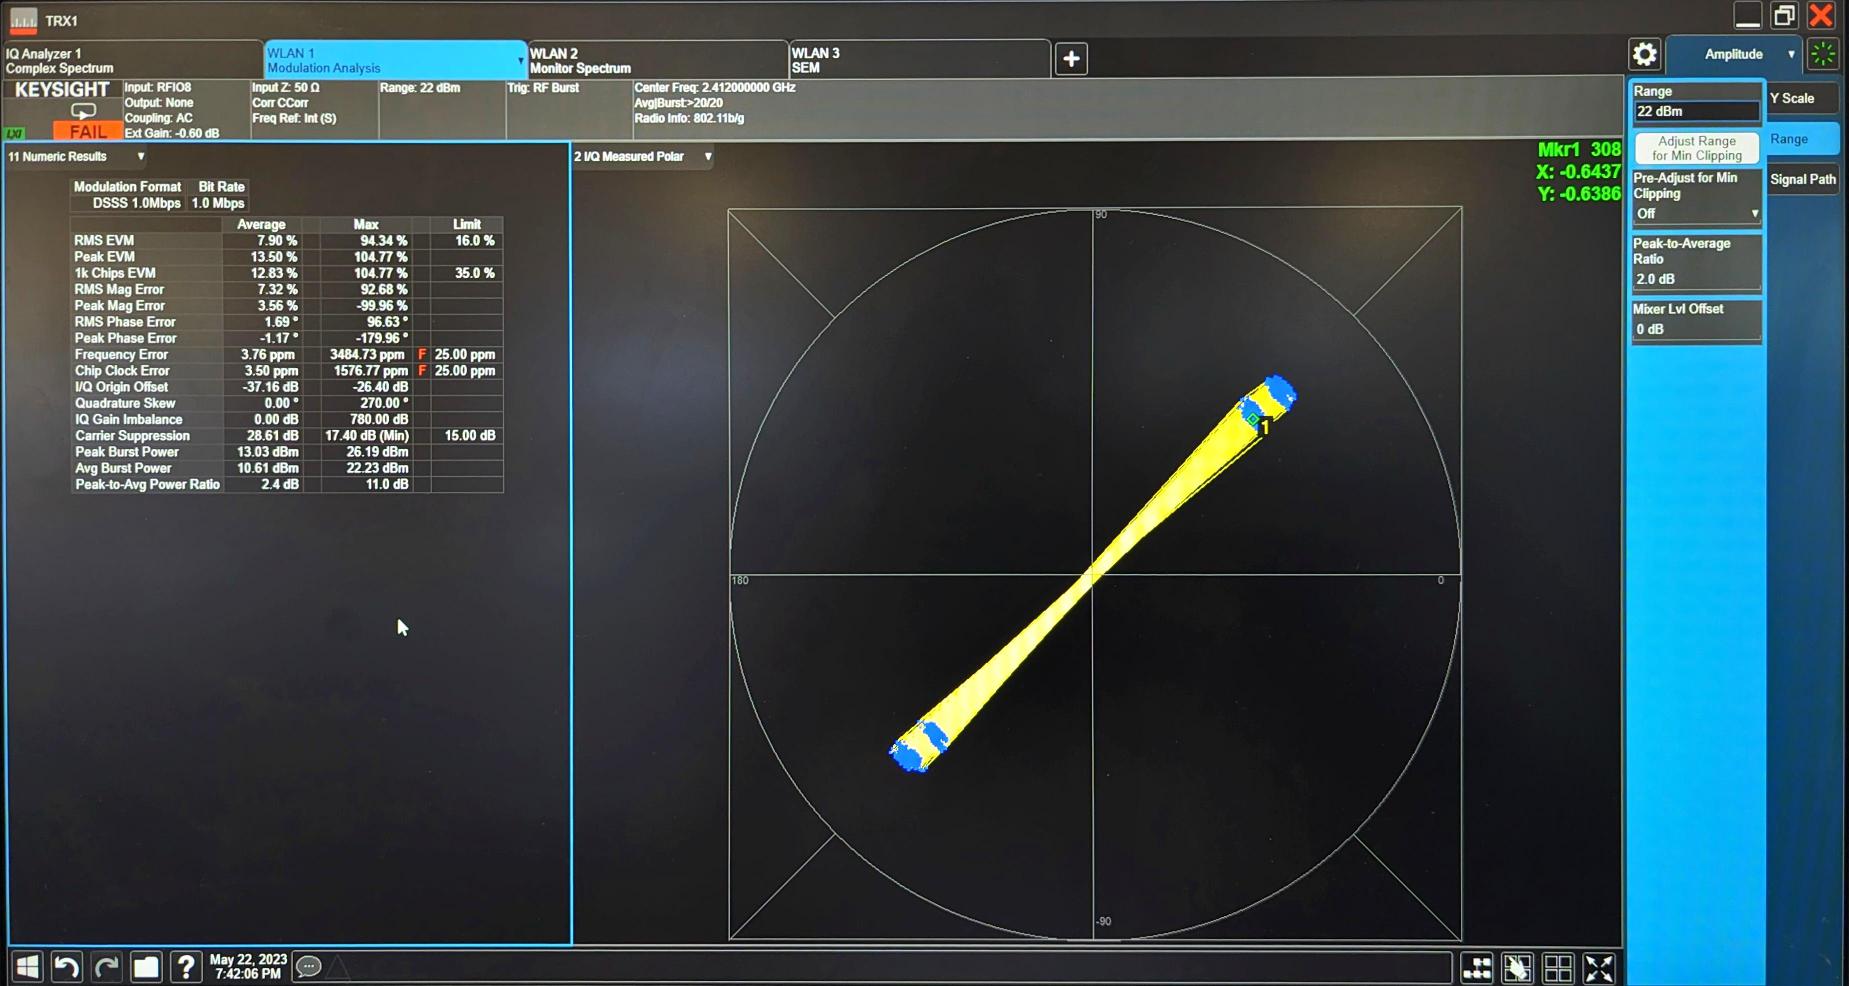 TRX1
IQ Analyzer 1
Complex Spectrum
WLAN 1
Modulation Analysis
WLAN 2
Monitor Spectrum
WLAN 3
SEM
Amplitude
KEYSIGHT
LXI
FAIL
Input: RFIO8
Output: None
Coupling: AC
Ext Gain: -0.60 dB
Input Z: 50 Ω
Corr CCorr
Freq Ref: Int (S)
Range: 22 dBm
Trig: RF Burst
Center Freq: 2.412000000 GHz
Avg|Burst:>20/20
Radio Info: 802.11b/g
11 Numeric Results
Modulation Format Bit Rate
DSSS 1.0Mbps 1.0 Mbps
Average Max Limit
RMS EVM 7.90 % 94.34 % 16.0 %
Peak EVM 13.50 % 104.77 %
1k Chips EVM 12.83 % 104.77 % 35.0 %
RMS Mag Error 7.32 % 92.68 %
Peak Mag Error 3.56 % -99.96 %
RMS Phase Error 1.69 ° 96.63 °
Peak Phase Error -1.17 ° -179.96 °
Frequency Error 3.76 ppm 3484.73 ppm F 25.00 ppm
Chip Clock Error 3.50 ppm 1576.77 ppm F 25.00 ppm
I/Q Origin Offset -37.16 dB -26.40 dB
Quadrature Skew 0.00 ° 270.00 °
IQ Gain Imbalance 0.00 dB 780.00 dB
Carrier Suppression 28.61 dB 17.40 dB (Min) 15.00 dB
Peak Burst Power 13.03 dBm 26.19 dBm
Avg Burst Power 10.61 dBm 22.23 dBm
Peak-to-Avg Power Ratio 2.4 dB 11.0 dB
2 I/Q Measured Polar
Mkr1 308
X: -0.6437
Y: -0.6386
90
180
0
-90
1
Range
22 dBm
Adjust Range
for Min Clipping
Pre-Adjust for Min
Clipping
Off
Peak-to-Average
Ratio
2.0 dB
Mixer Lvl Offset
0 dB
Y Scale
Range
Signal Path
?
May 22, 2023
7:42:06 PM